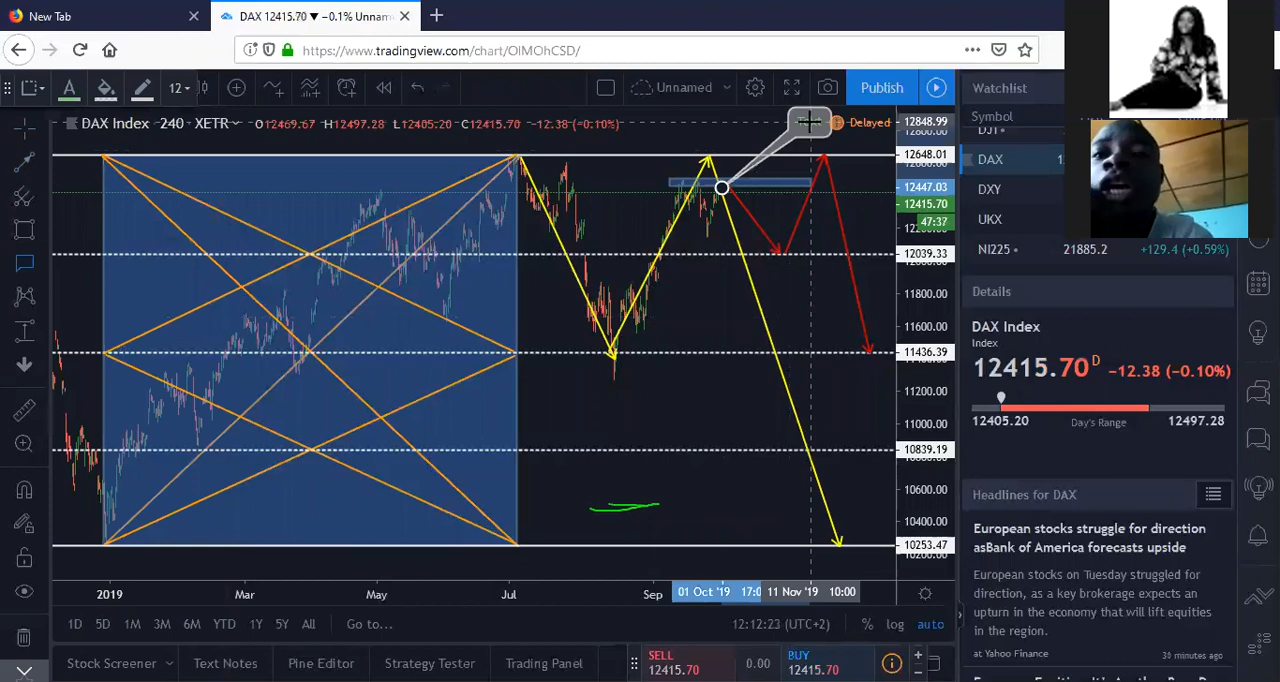 New Tab
DAX 12415.70 ▼ −0.1% Unnam
https://www.tradingview.com/chart/OIMOhCSD/
12
Unnamed
Publish
DAX Index · 240 · XETR
O12469.67 H12497.28 L12405.20 C12415.70 −12.38 (−0.10%)
Delayed
12848.99
12648.01
12447.03
12415.70
47:37
12039.33
11800.00
11600.00
11436.39
11200.00
11000.00
10839.19
10600.00
10400.00
10253.47
2019 Mar May Jul Sep 01 Oct '19 17:0 11 Nov '19 10:00
1D 5D 1M 3M 6M YTD 1Y 5Y All Go to...
12:12:23 (UTC+2) % log auto
Stock Screener Text Notes Pine Editor Strategy Tester Trading Panel
SELL
12415.70
0.00
BUY
12415.70
Watchlist
Symbol
DJI
DAX
DXY
UKX
NI225 21885.2 +129.4 (+0.59%)
Details
DAX Index
Index
12415.70 D −12.38 (−0.10%)
12405.20 Day's Range 12497.28
Headlines for DAX
European stocks struggle for direction
asBank of America forecasts upside
European stocks on Tuesday struggled for
direction, as a key brokerage expects an
upturn in the economy that will lift equities
in the region.
at Yahoo Finance 30 minutes ago